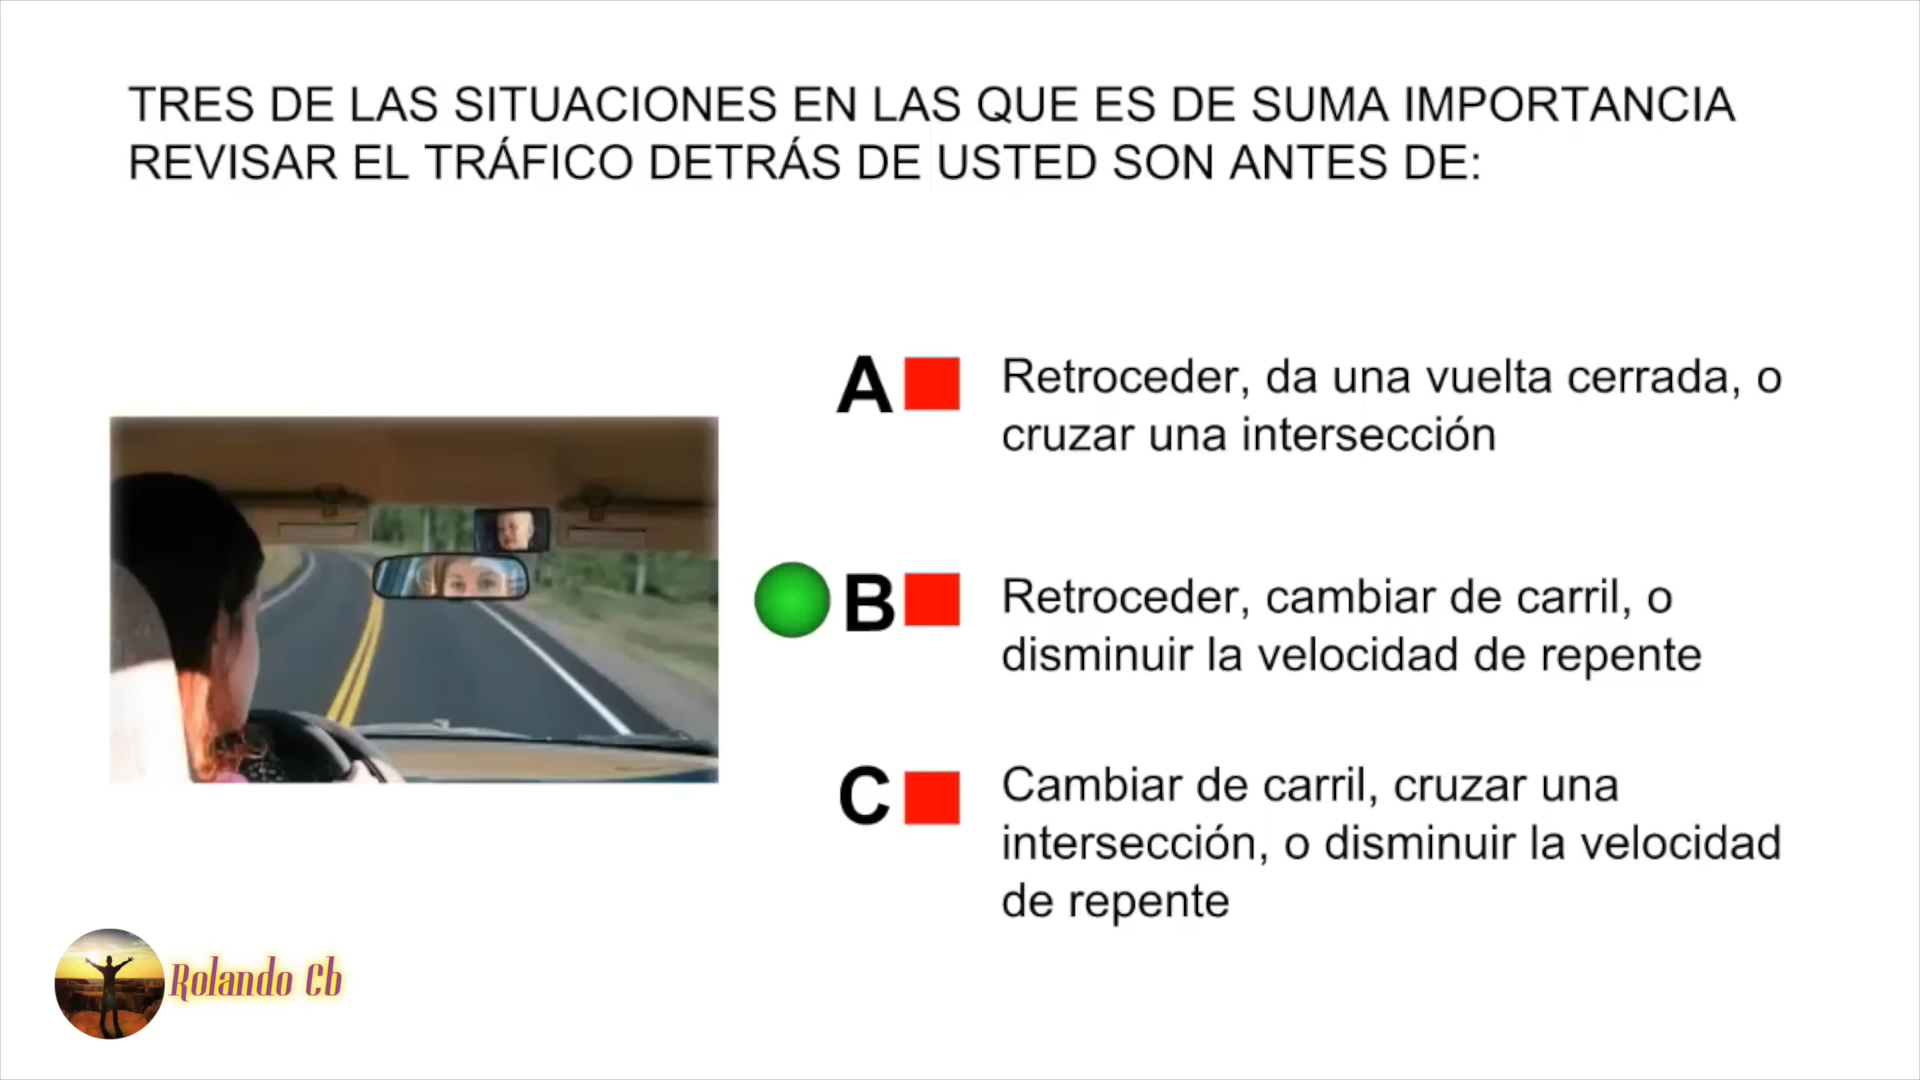 TRES DE LAS SITUACIONES EN LAS QUE ES DE SUMA IMPORTANCIA
REVISAR EL TRÁFICO DETRÁS DE USTED SON ANTES DE:
A Retroceder, da una vuelta cerrada, o
cruzar una intersección
B Retroceder, cambiar de carril, o
disminuir la velocidad de repente
C Cambiar de carril, cruzar una
intersección, o disminuir la velocidad
de repente
Rolando Cb